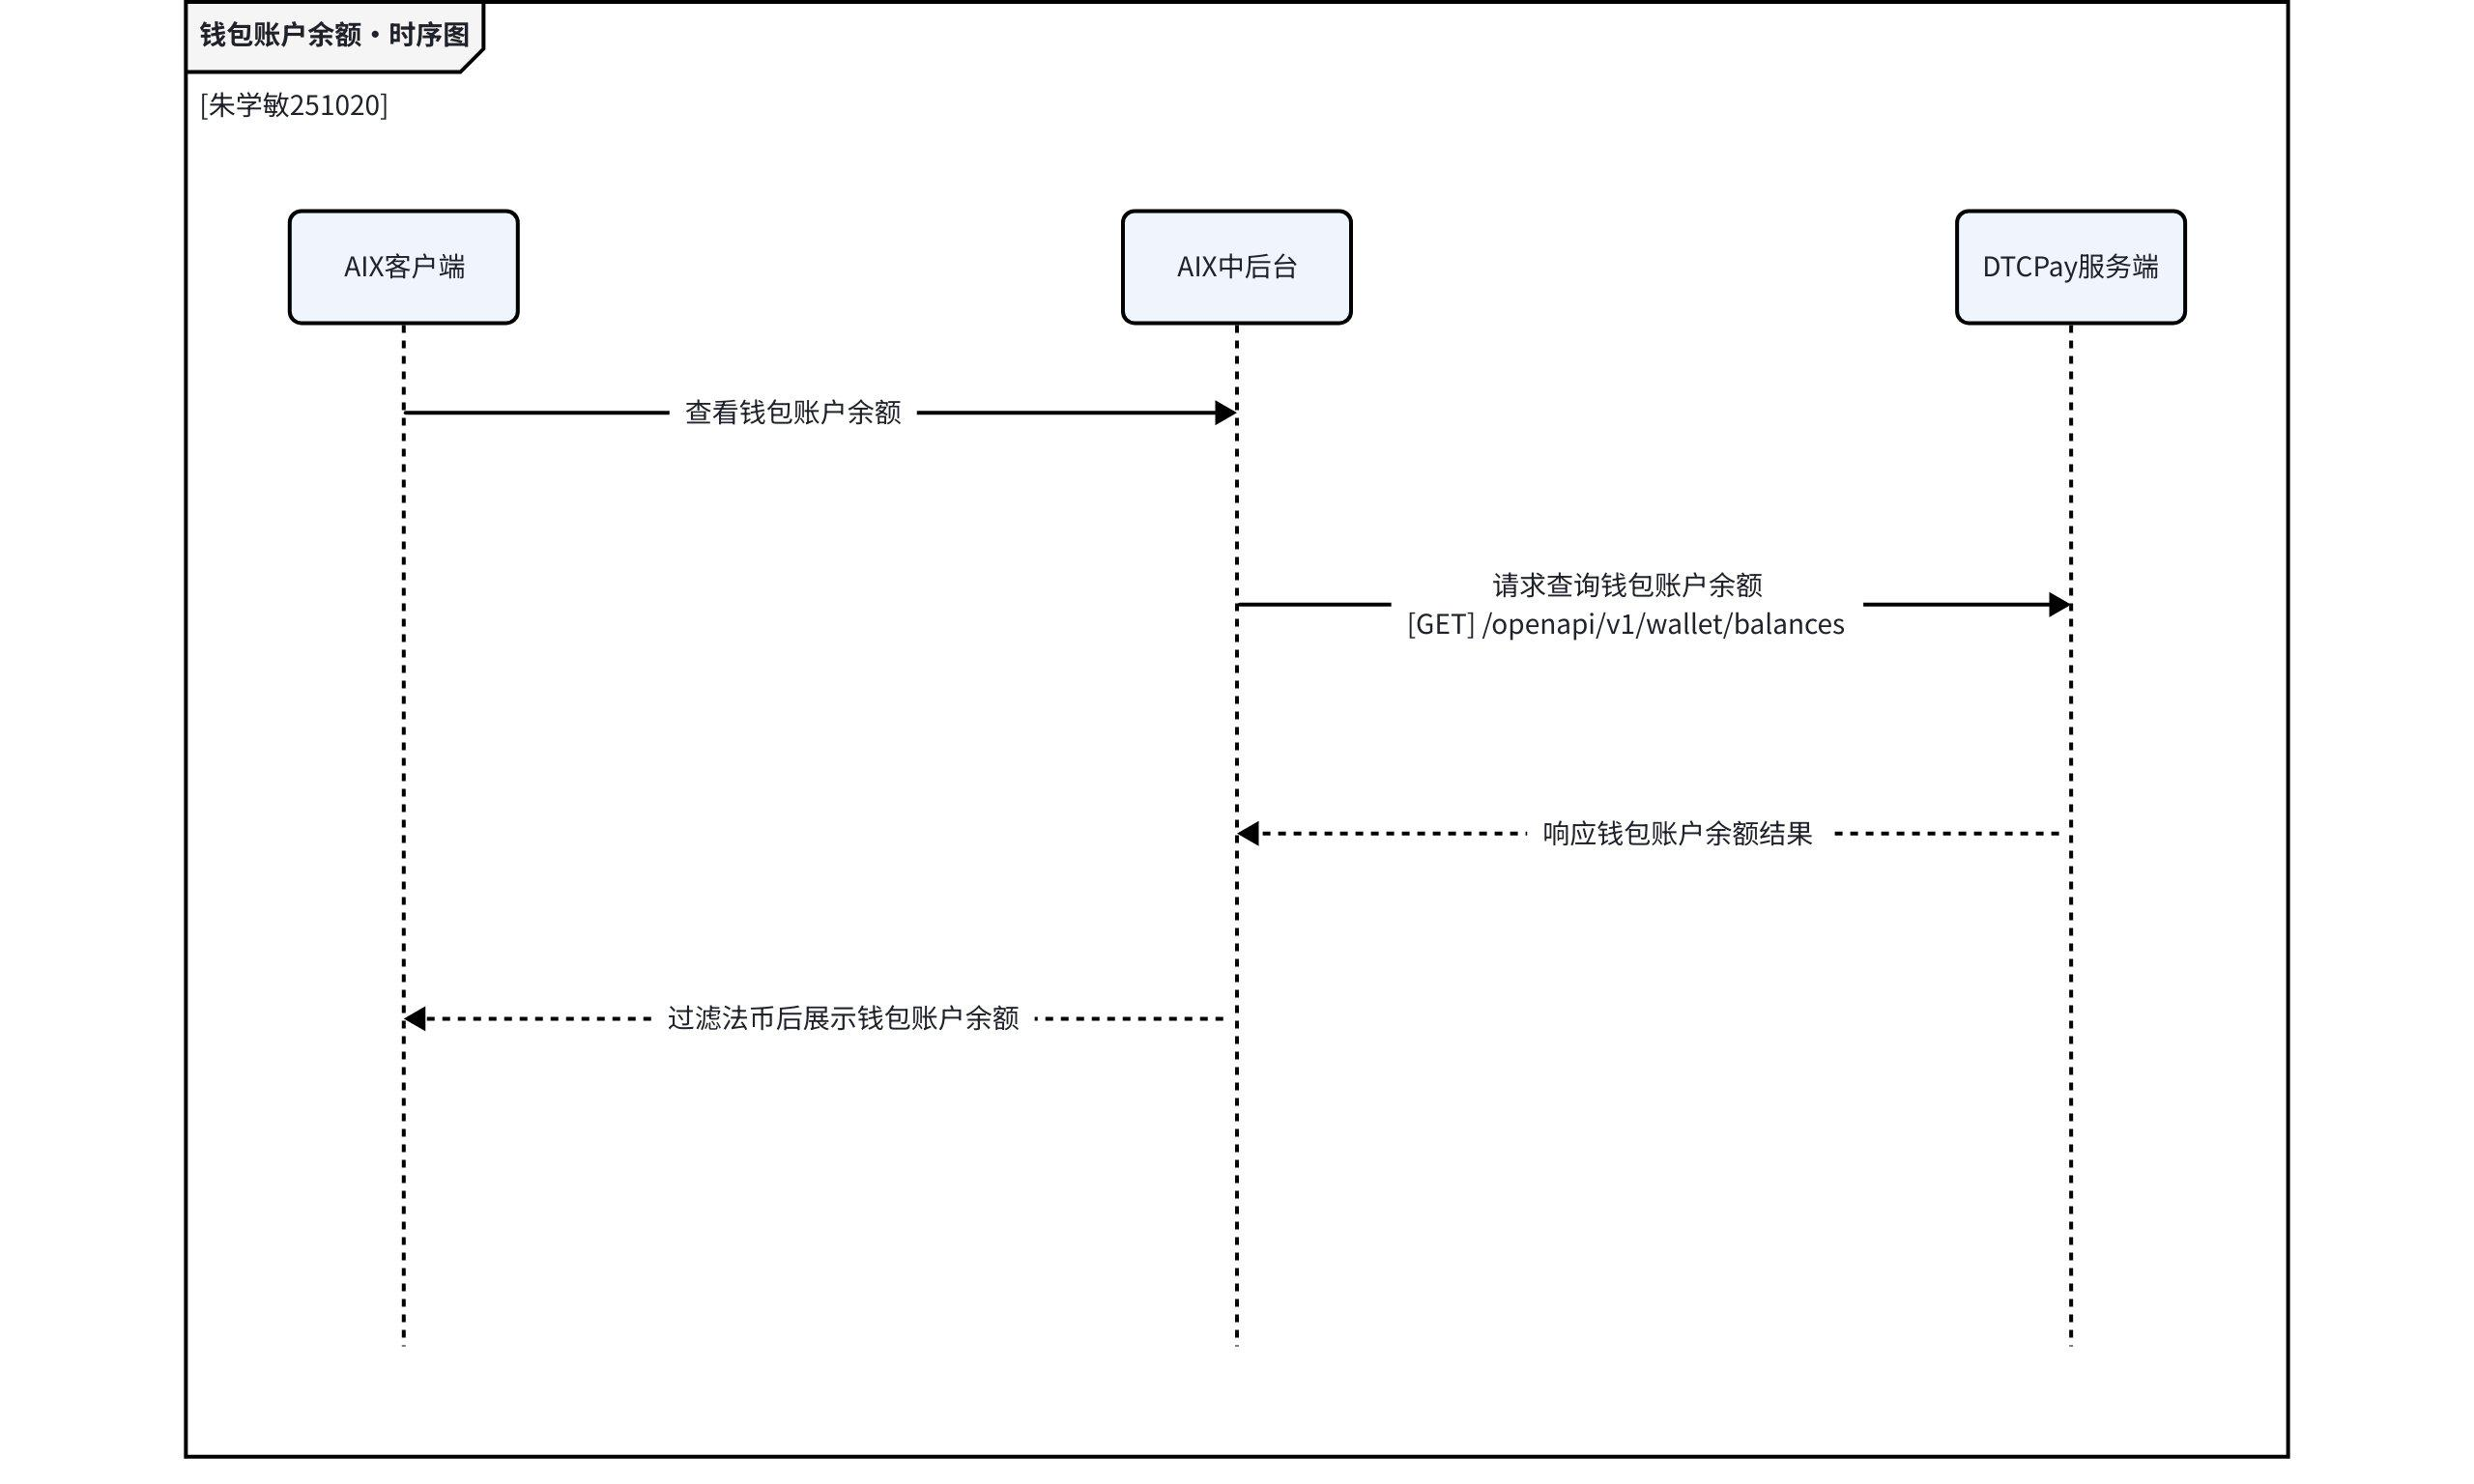 钱包账户余额·时序图
[朱学敏251020]
AIX客户端
AIX中后台
DTCPay服务端
查看钱包账户余额
请求查询钱包账户余额
[GET] /openapi/v1/wallet/balances
响应钱包账户余额结果
过滤法币后展示钱包账户余额